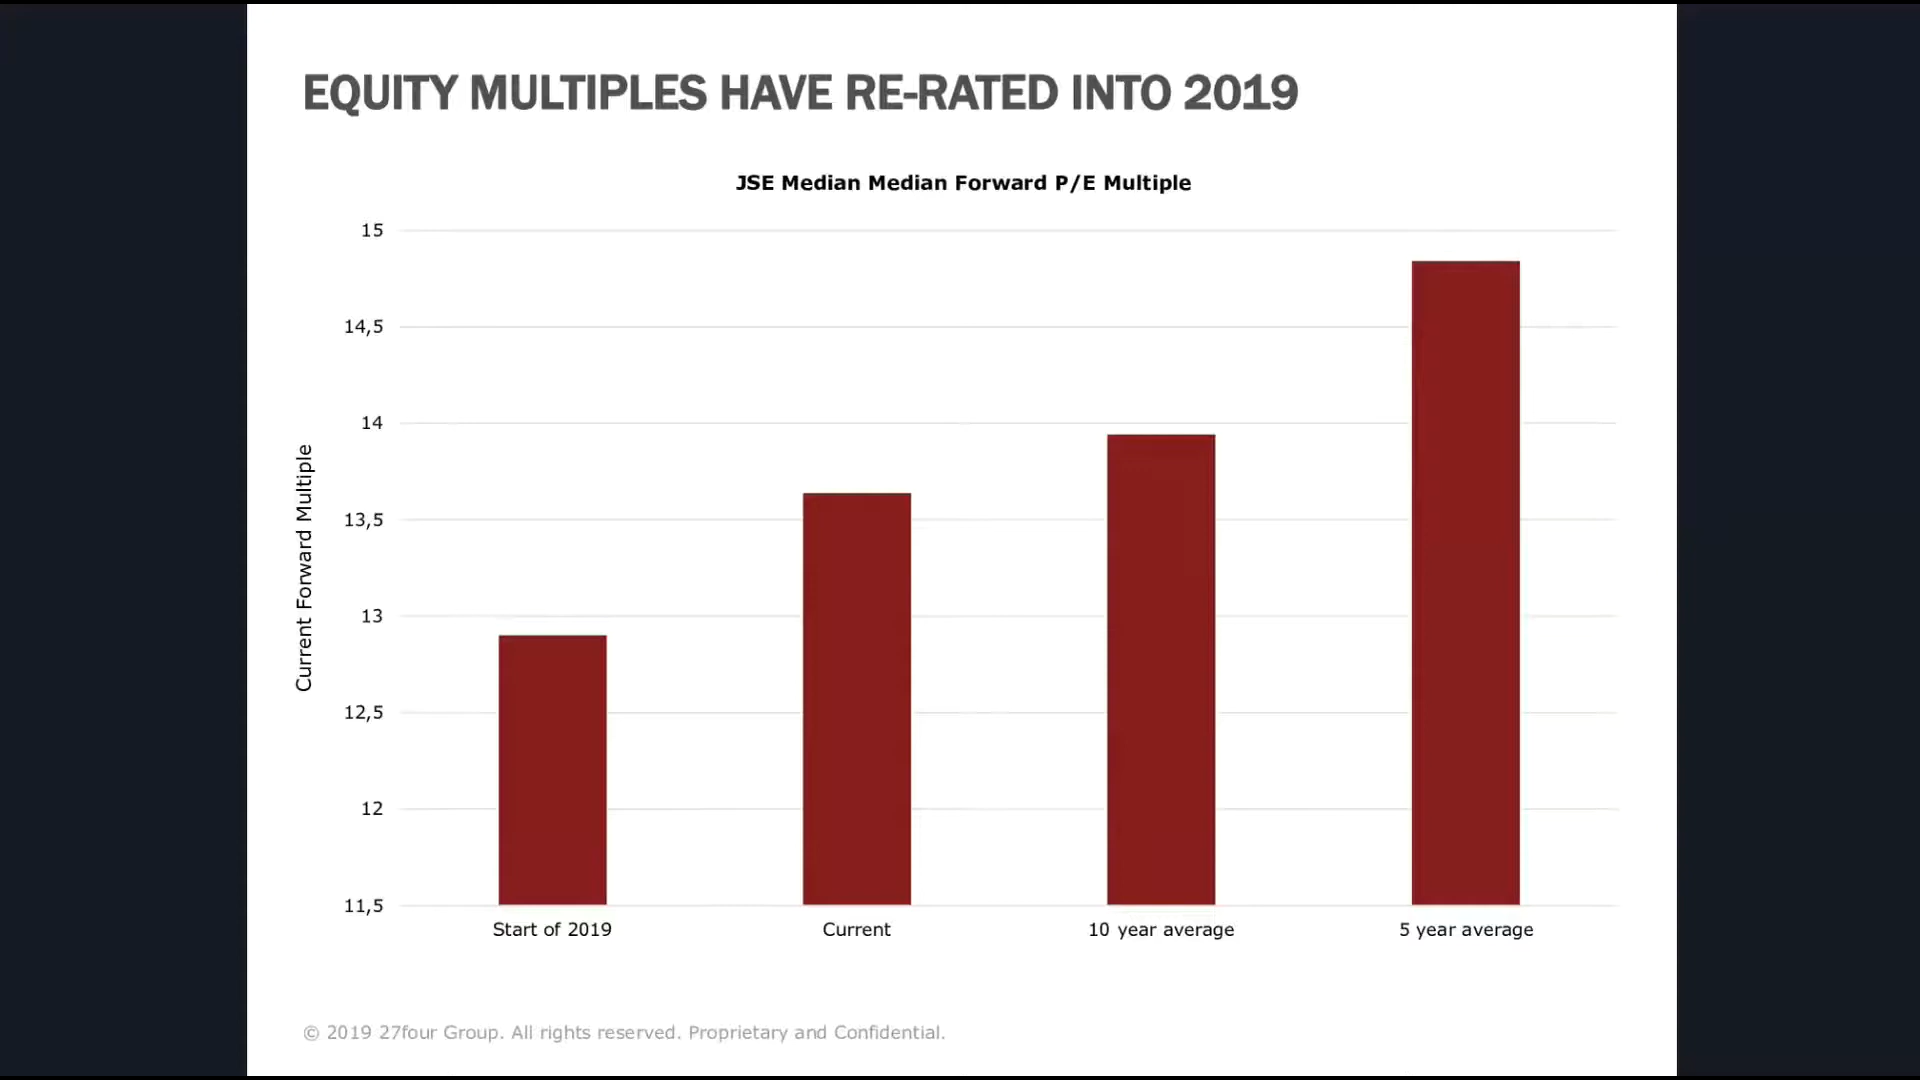 EQUITY MULTIPLES HAVE RE-RATED INTO 2019
JSE Median Median Forward P/E Multiple
Current Forward Multiple
15
14,5
14
13,5
13
12,5
12
11,5
Start of 2019
Current
10 year average
5 year average
© 2019 27four Group. All rights reserved. Proprietary and Confidential.